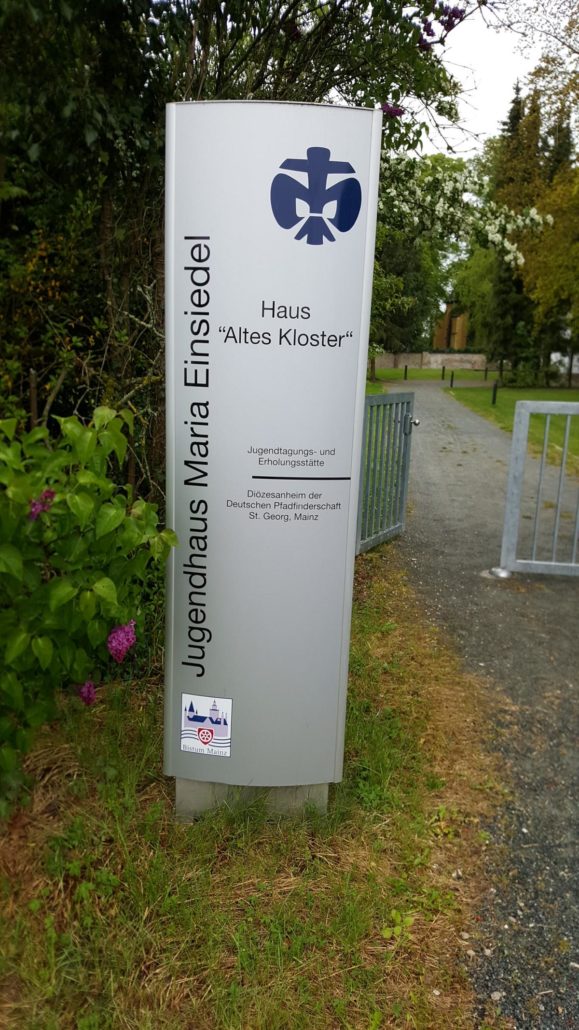 Jugendhaus Maria Einsiedel
Haus
"Altes Kloster“
Jugendtagungs- und
Erholungsstätte
Diözesanheim der
Deutschen Pfadfinderschaft
St. Georg, Mainz
Bistum Mainz